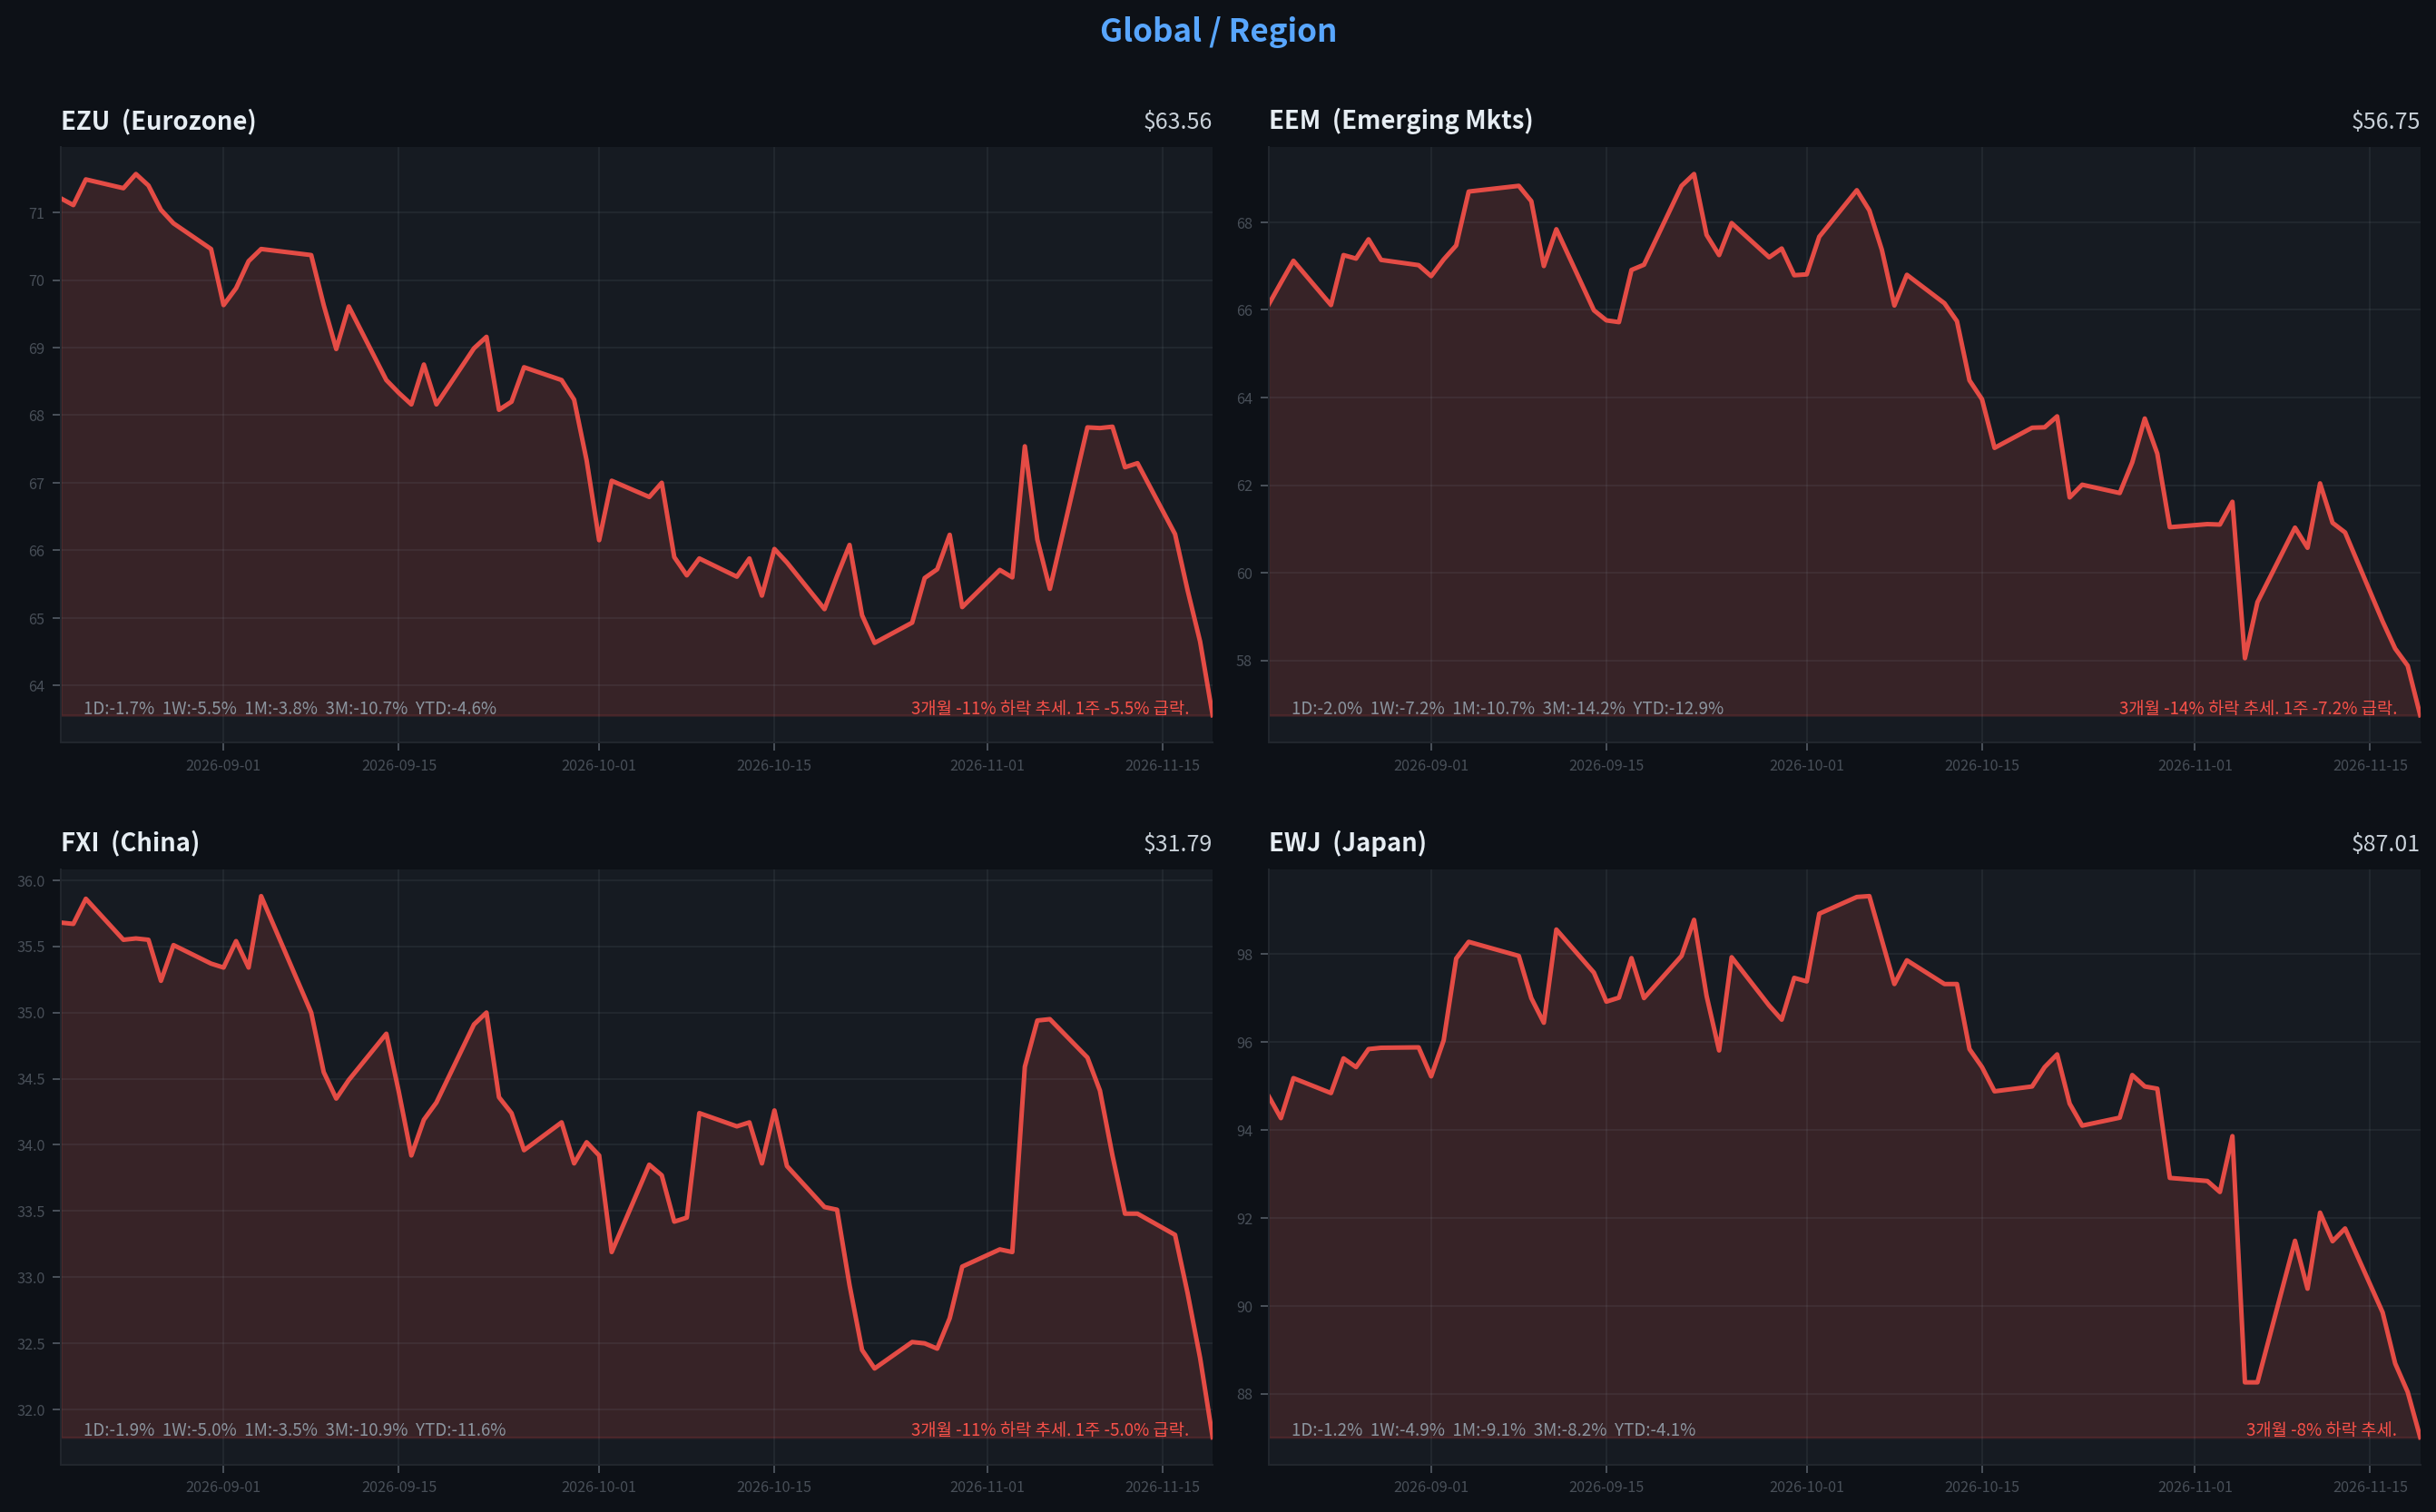 Global / Region
EZU (Eurozone)
$63.56
71
70
69
68
67
66
65
64
1D:-1.7% 1W:-5.5% 1M:-3.8% 3M:-10.7% YTD:-4.6%
3개월 -11% 하락 추세. 1주 -5.5% 급락.
2026-09-01 2026-09-15 2026-10-01 2026-10-15 2026-11-01 2026-11-15
EEM (Emerging Mkts)
$56.75
68
66
64
62
60
58
1D:-2.0% 1W:-7.2% 1M:-10.7% 3M:-14.2% YTD:-12.9%
3개월 -14% 하락 추세. 1주 -7.2% 급락.
2026-09-01 2026-09-15 2026-10-01 2026-10-15 2026-11-01 2026-11-15
FXI (China)
$31.79
36.0
35.5
35.0
34.5
34.0
33.5
33.0
32.5
32.0
1D:-1.9% 1W:-5.0% 1M:-3.5% 3M:-10.9% YTD:-11.6%
3개월 -11% 하락 추세. 1주 -5.0% 급락.
2026-09-01 2026-09-15 2026-10-01 2026-10-15 2026-11-01 2026-11-15
EWJ (Japan)
$87.01
98
96
94
92
90
88
1D:-1.2% 1W:-4.9% 1M:-9.1% 3M:-8.2% YTD:-4.1%
3개월 -8% 하락 추세.
2026-09-01 2026-09-15 2026-10-01 2026-10-15 2026-11-01 2026-11-15